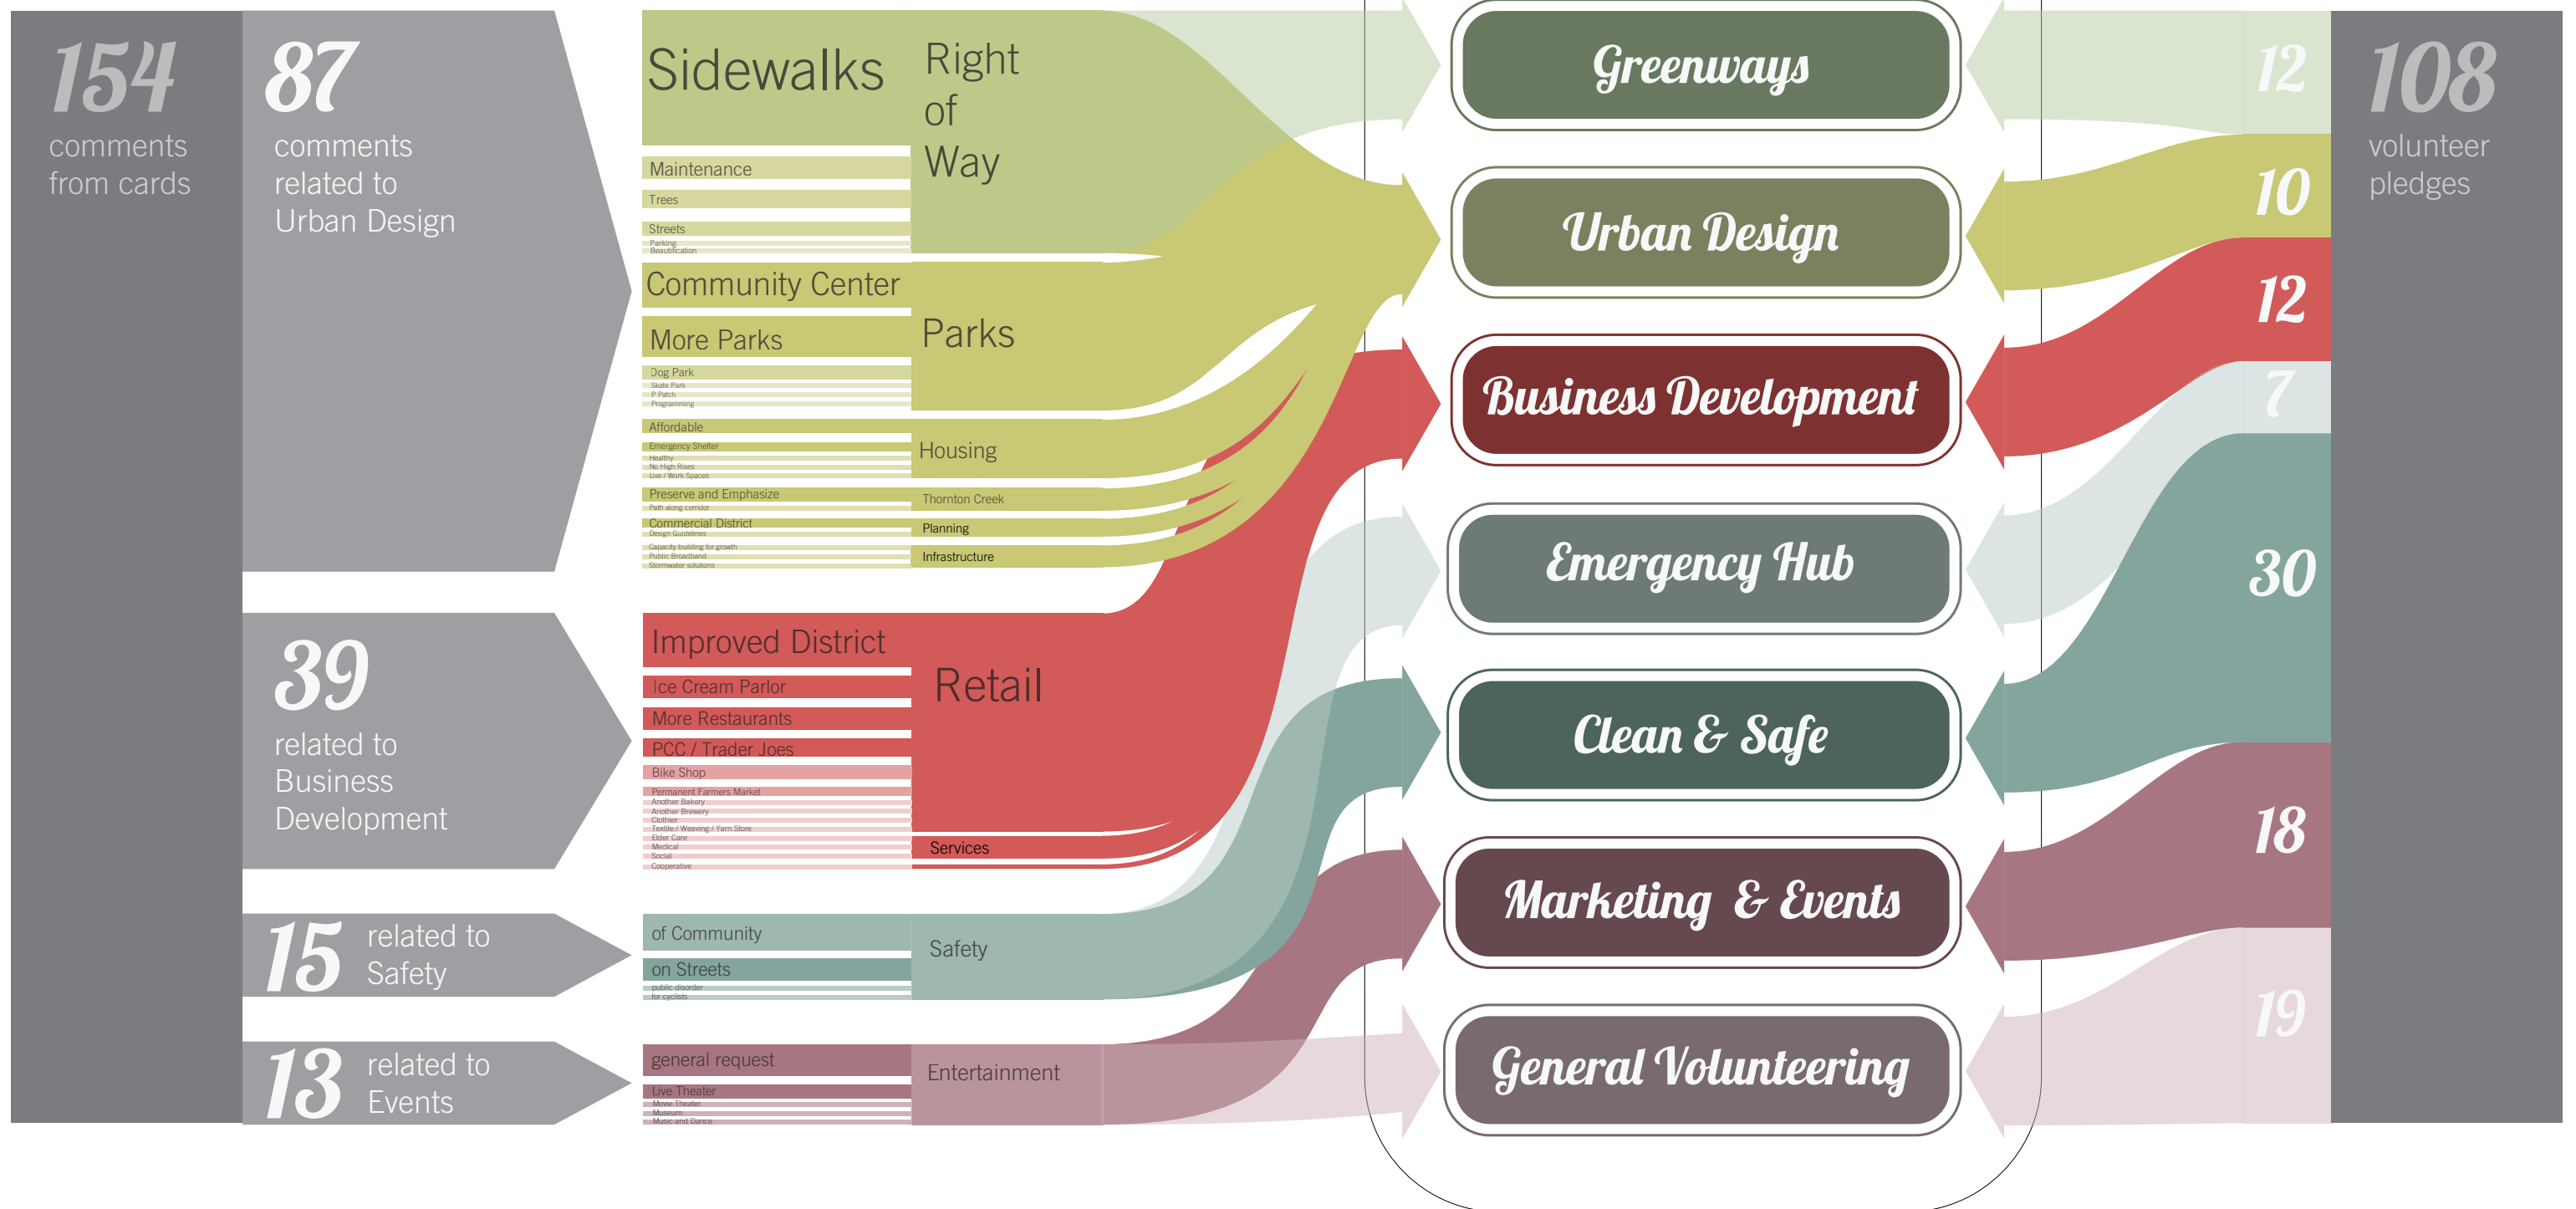 154
comments
from cards
87
comments
related to
Urban Design
39
related to
Business
Development
15
related to
Safety
13
related to
Events
Sidewalks
Maintenance
Trees
Streets
Parking
Beautification
Right
of
Way
Community Center
More Parks
Dog Park
Skate Park
P Patch
Programming
Parks
Affordable
Emergency Shelter
Healthy
No High Rises
Live / Work Spaces
Housing
Preserve and Emphasize
Path along corridor
Thornton Creek
Commercial District
Design Guidelines
Planning
Capacity building for growth
Public Broadband
Stormwater solutions
Infrastructure
Improved District
Ice Cream Parlor
More Restaurants
PCC / Trader Joes
Bike Shop
Permanent Farmers Market
Another Bakery
Another Brewery
Clothier
Textile / Weaving / Yarn Store
Retail
Elder Care
Medical
Social
Services
Cooperative
of Community
on Streets
public disorder
for cyclists
Safety
general request
Live Theater
Movie Theater
Museum
Music and Dance
Entertainment
Greenways
Urban Design
Business Development
Emergency Hub
Clean & Safe
Marketing & Events
General Volunteering
12
10
12
7
30
18
19
108
volunteer
pledges